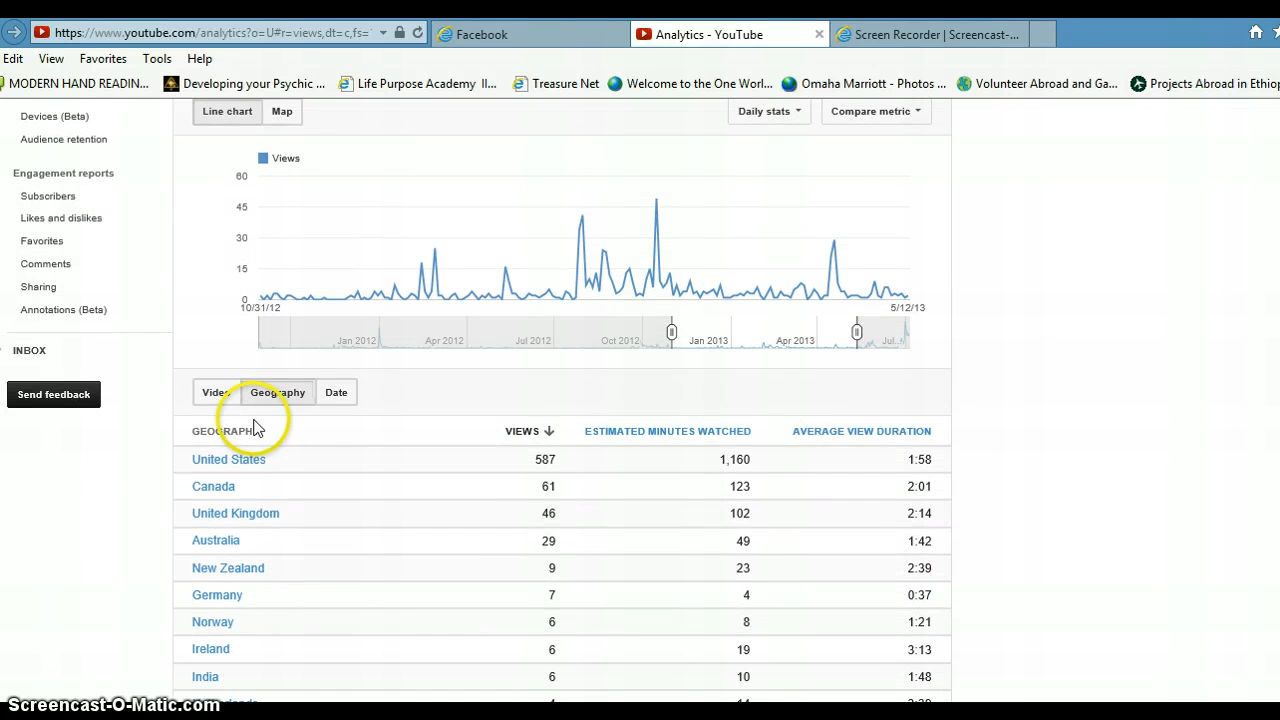 https://www.youtube.com/analytics?o=U#r=views,dt=c,fs=
Facebook
Analytics - YouTube
Screen Recorder | Screencast-...
Edit View Favorites Tools Help
MODERN HAND READIN...
Developing your Psychic ...
Life Purpose Academy Il...
Treasure Net
Welcome to the One Worl...
Omaha Marriott - Photos ...
Volunteer Abroad and Ga...
Projects Abroad in Ethiop
Devices (Beta)
Audience retention
Engagement reports
Subscribers
Likes and dislikes
Favorites
Comments
Sharing
Annotations (Beta)
INBOX
Send feedback
Line chart Map
Daily stats Compare metric
Views
60
45
30
15
0
10/31/12 5/12/13
Jan 2012 Apr 2012 Jul 2012 Oct 2012 Jan 2013 Apr 2013 Jul...
Video Geography Date
GEOGRAPHY VIEWS ESTIMATED MINUTES WATCHED AVERAGE VIEW DURATION
United States 587 1,160 1:58
Canada 61 123 2:01
United Kingdom 46 102 2:14
Australia 29 49 1:42
New Zealand 9 23 2:39
Germany 7 4 0:37
Norway 6 8 1:21
Ireland 6 19 3:13
India 6 10 1:48
Screencast-O-Matic.com